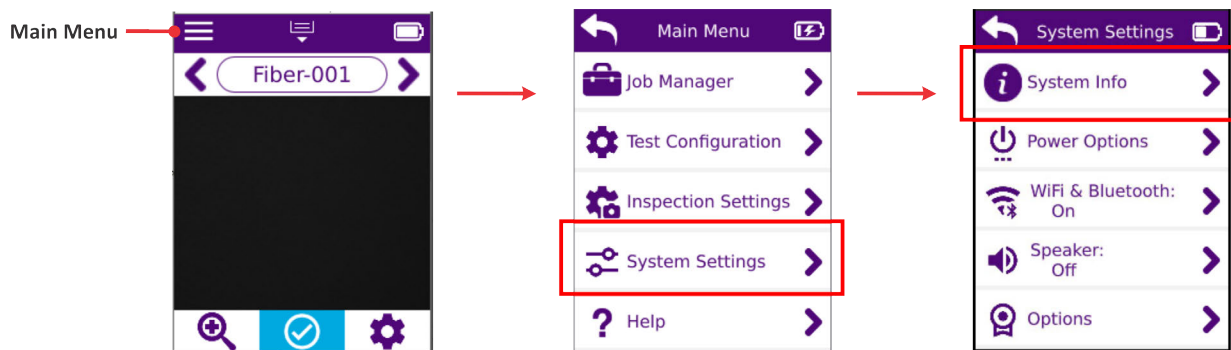 Main Menu
Fiber-001
Main Menu
Job Manager
Test Configuration
Inspection Settings
System Settings
Help
System Settings
System Info
Power Options
WiFi & Bluetooth:
On
Speaker:
Off
Options